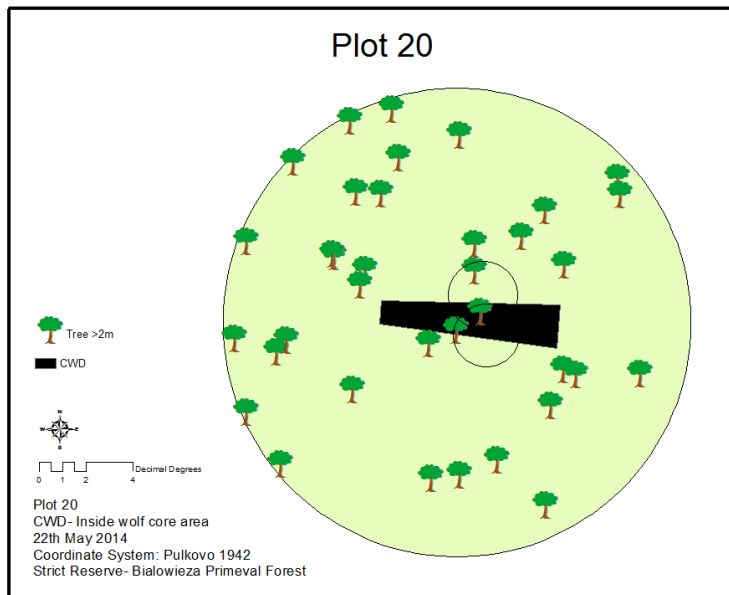 Plot 20
Tree >2m
CWD
N
W E
S
0 1 2 4 Decimal Degrees
Plot 20
CWD- Inside wolf core area
22th May 2014
Coordinate System: Pulkovo 1942
Strict Reserve- Bialowieza Primeval Forest